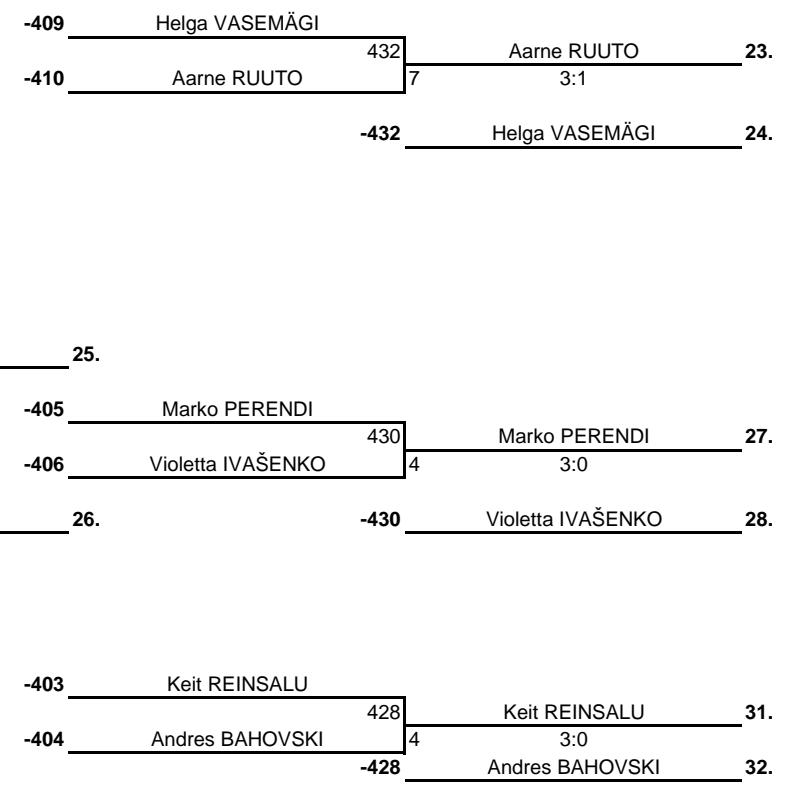 -409 Helga VASEMÄGI
432 Aarne RUUTO 23.
-410 Aarne RUUTO 7 3:1
-432 Helga VASEMÄGI 24.
25.
-405 Marko PERENDI
430 Marko PERENDI 27.
-406 Violetta IVAŠENKO 4 3:0
26. -430 Violetta IVAŠENKO 28.
-403 Keit REINSALU
428 Keit REINSALU 31.
-404 Andres BAHOVSKI 4 3:0
-428 Andres BAHOVSKI 32.